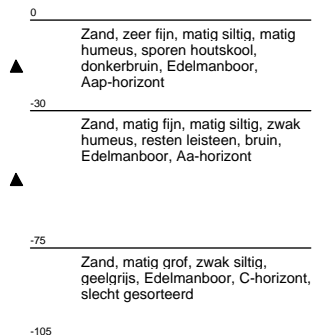 0
Zand, zeer fijn, matig siltig, matig
humeus, sporen houtskool,
donkerbruin, Edelmanboor,
Aap-horizont
-30
Zand, matig fijn, matig siltig, zwak
humeus, resten leisteen, bruin,
Edelmanboor, Aa-horizont
-75
Zand, matig grof, zwak siltig,
geelgrijs, Edelmanboor, C-horizont,
slecht gesorteerd
-105